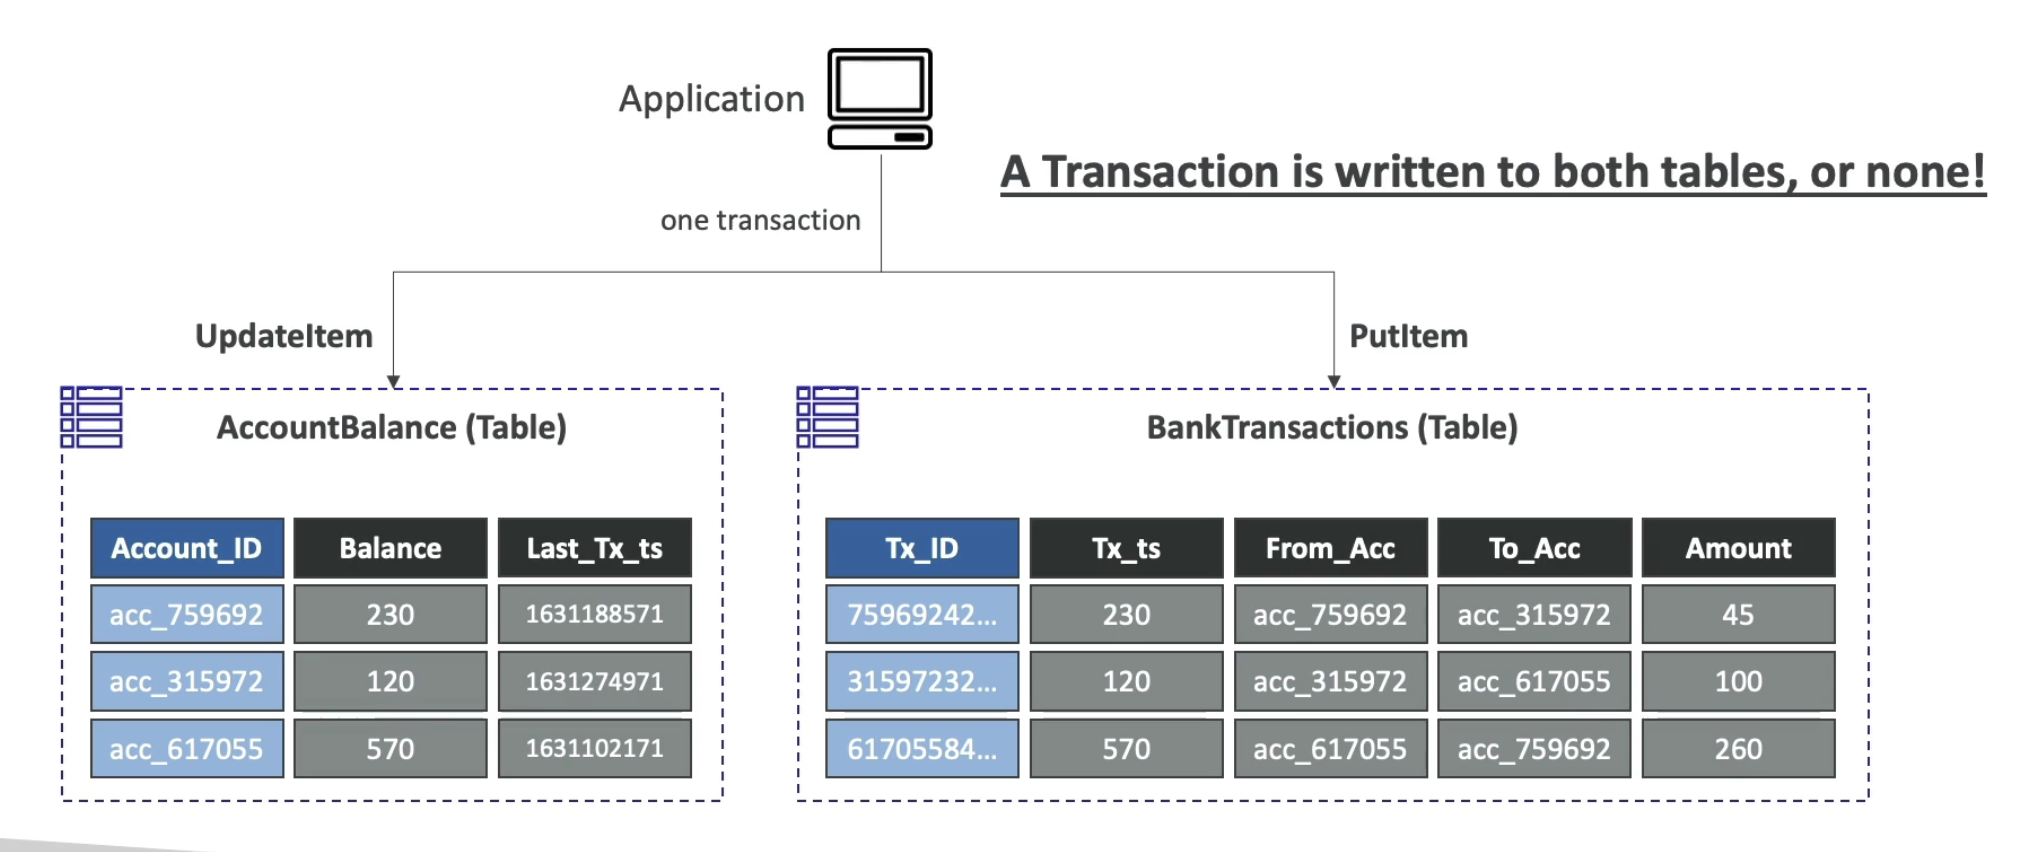 Application
A Transaction is written to both tables, or none!
one transaction
UpdateItem
PutItem
AccountBalance (Table)
Account_ID Balance Last_Tx_ts
acc_759692 230 1631188571
acc_315972 120 1631274971
acc_617055 570 1631102171
BankTransactions (Table)
Tx_ID Tx_ts From_Acc To_Acc Amount
75969242... 230 acc_759692 acc_315972 45
31597232... 120 acc_315972 acc_617055 100
61705584... 570 acc_617055 acc_759692 260